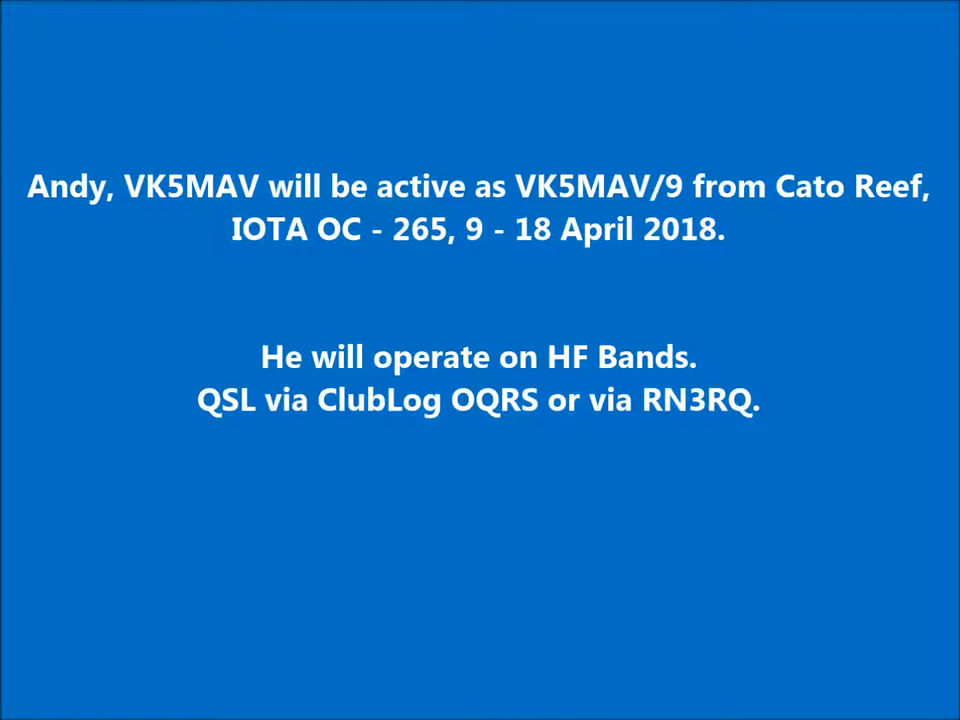 Andy, VK5MAV will be active as VK5MAV/9 from Cato Reef,
IOTA OC - 265, 9 - 18 April 2018.
He will operate on HF Bands.
QSL via ClubLog OQRS or via RN3RQ.